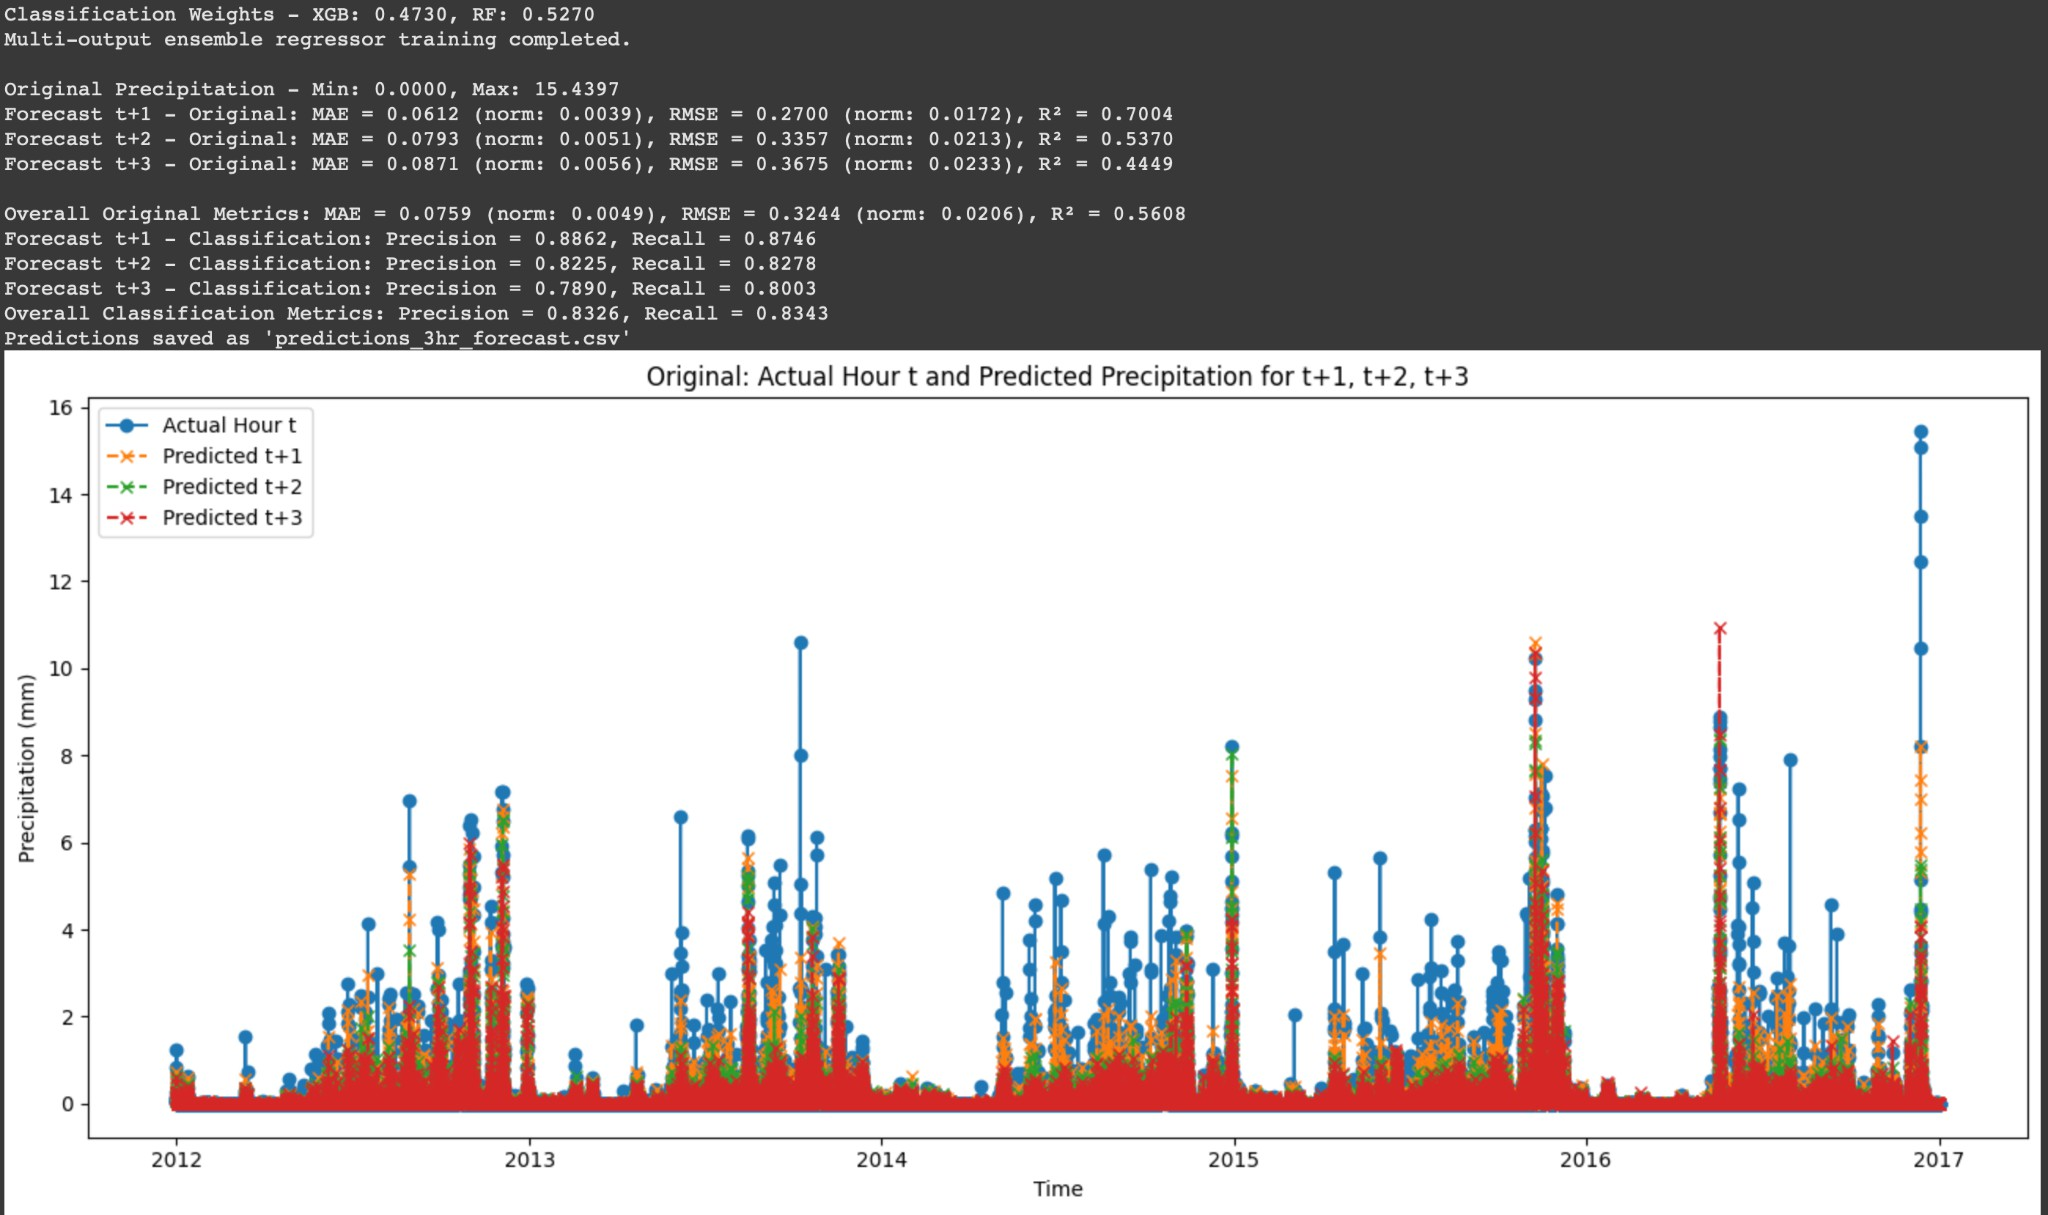 Classification Weights - XGB: 0.4730, RF: 0.5270
Multi-output ensemble regressor training completed.
Original Precipitation - Min: 0.0000, Max: 15.4397
Forecast t+1 - Original: MAE = 0.0612 (norm: 0.0039), RMSE = 0.2700 (norm: 0.0172), R² = 0.7004
Forecast t+2 - Original: MAE = 0.0793 (norm: 0.0051), RMSE = 0.3357 (norm: 0.0213), R² = 0.5370
Forecast t+3 - Original: MAE = 0.0871 (norm: 0.0056), RMSE = 0.3675 (norm: 0.0233), R² = 0.4449
Overall Original Metrics: MAE = 0.0759 (norm: 0.0049), RMSE = 0.3244 (norm: 0.0206), R² = 0.5608
Forecast t+1 - Classification: Precision = 0.8862, Recall = 0.8746
Forecast t+2 - Classification: Precision = 0.8225, Recall = 0.8278
Forecast t+3 - Classification: Precision = 0.7890, Recall = 0.8003
Overall Classification Metrics: Precision = 0.8326, Recall = 0.8343
Predictions saved as 'predictions_3hr_forecast.csv'
Original: Actual Hour t and Predicted Precipitation for t+1, t+2, t+3
Actual Hour t
Predicted t+1
Predicted t+2
Predicted t+3
Precipitation (mm)
16
14
12
10
8
6
4
2
0
2012 2013 2014 2015 2016 2017
Time